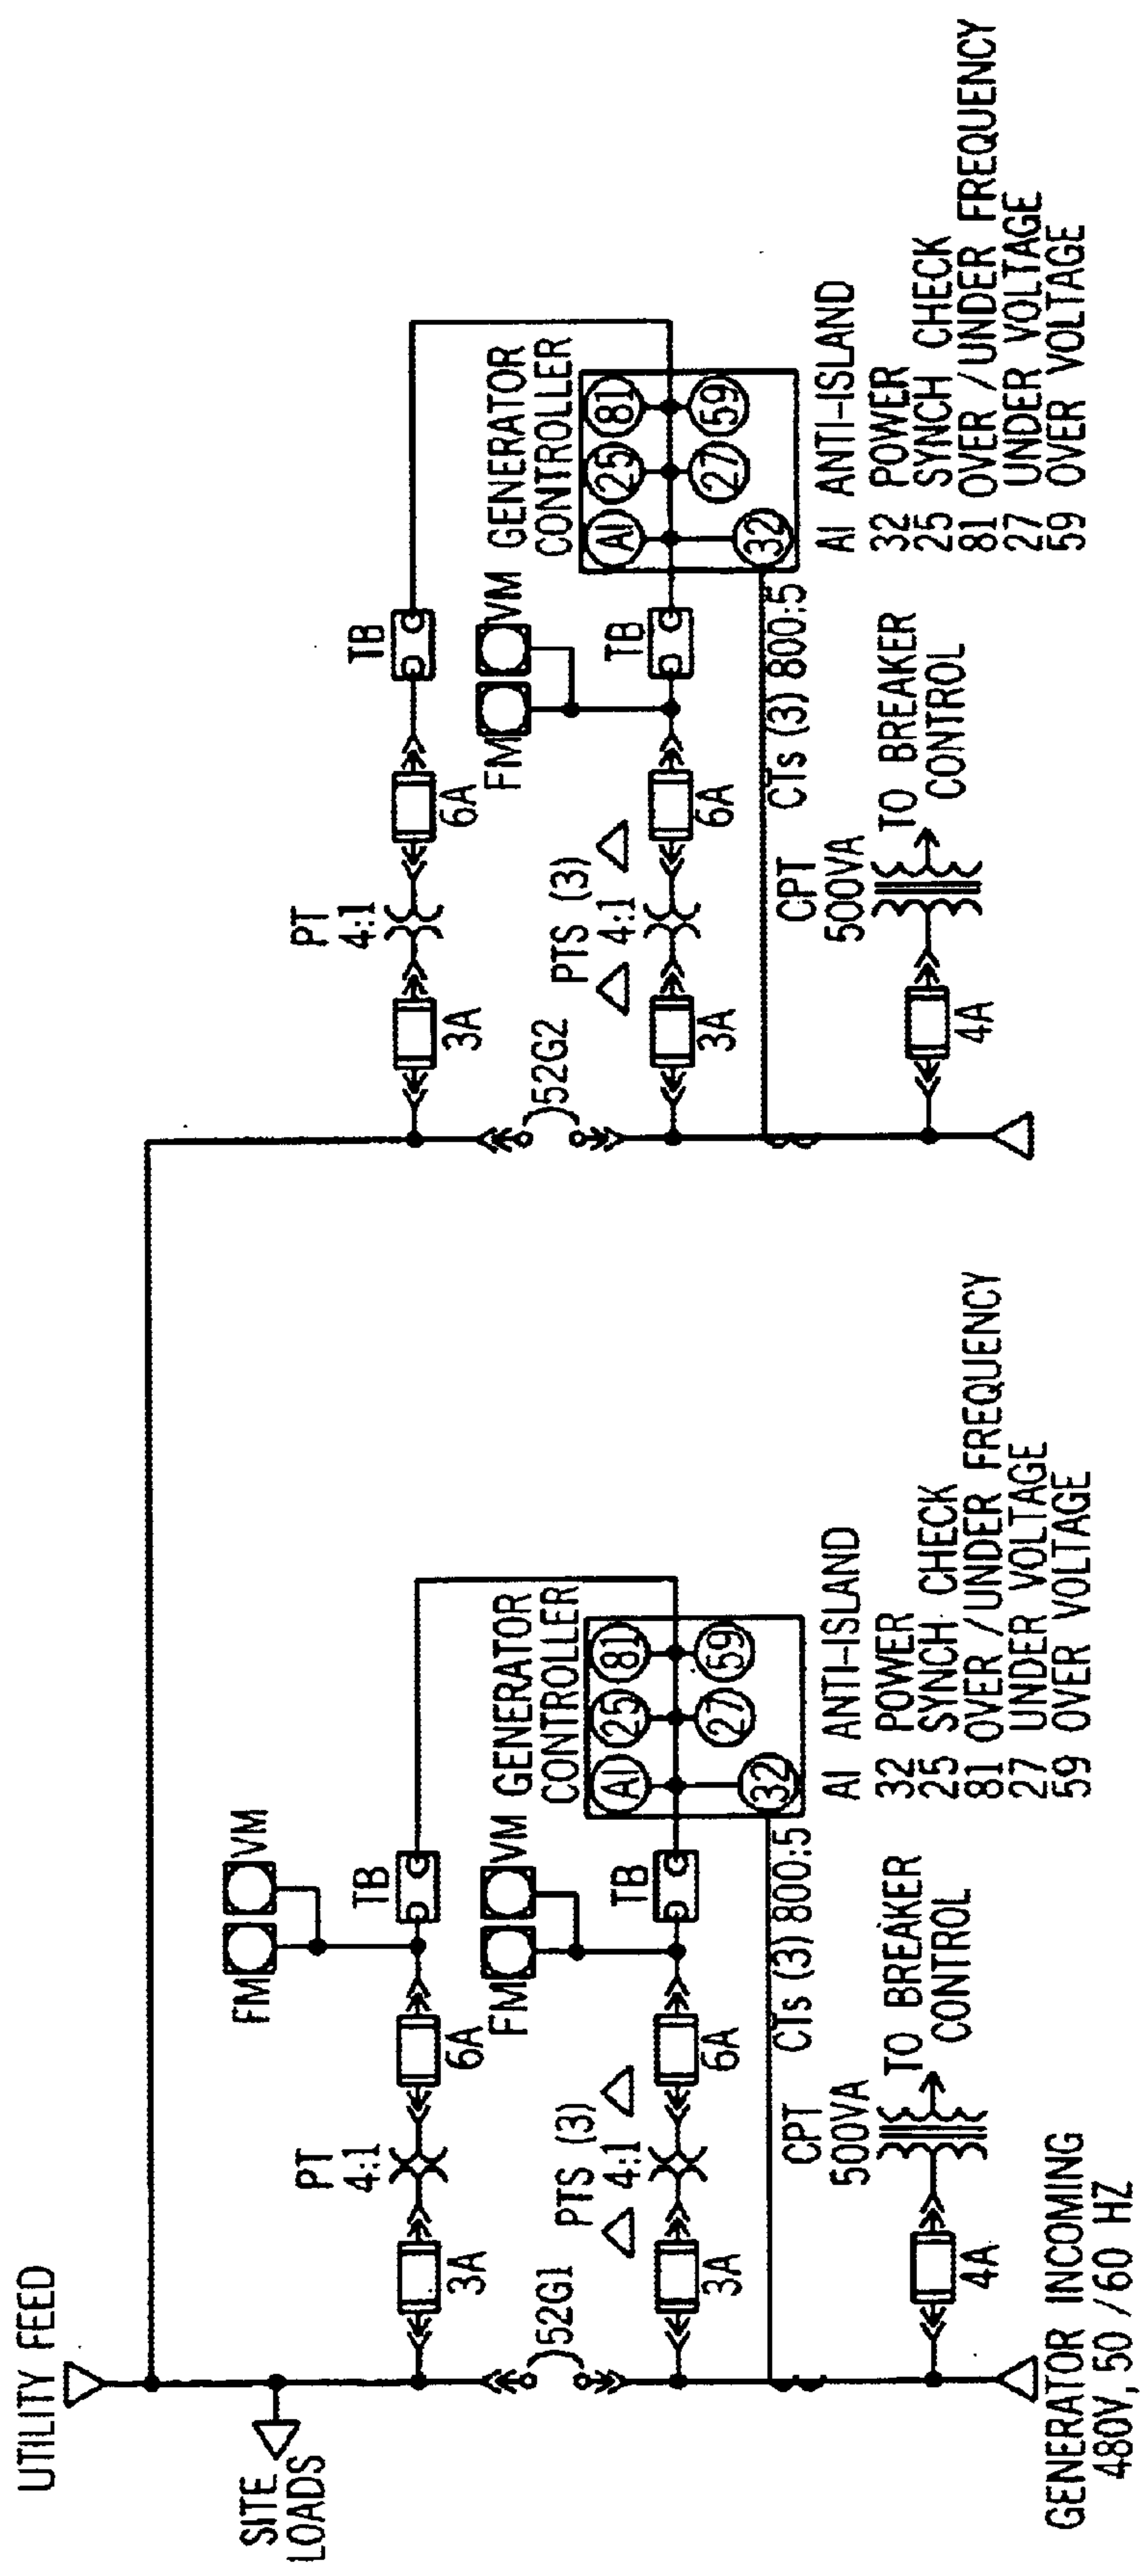 UTILITY FEED
SITE
LOADS
FM
VM
PT
4:1
3A
6A
TB
52G1
FM
VM
PTS (3)
4:1
3A
6A
TB
GENERATOR
CONTROLLER
AI
25
81
27
59
32
CTs (3) 800:5
CPT
500VA
4A
TO BREAKER
CONTROL
AI ANTI-ISLAND
32 POWER
25 SYNCH CHECK
81 OVER/UNDER FREQUENCY
27 UNDER VOLTAGE
59 OVER VOLTAGE
GENERATOR INCOMING
480V, 50/60 HZ
PT
4:1
3A
6A
TB
52G2
FM
VM
PTS (3)
4:1
3A
6A
TB
GENERATOR
CONTROLLER
AI
25
81
27
59
32
CTs (3) 800:5
CPT
500VA
4A
TO BREAKER
CONTROL
AI ANTI-ISLAND
32 POWER
25 SYNCH CHECK
81 OVER/UNDER FREQUENCY
27 UNDER VOLTAGE
59 OVER VOLTAGE